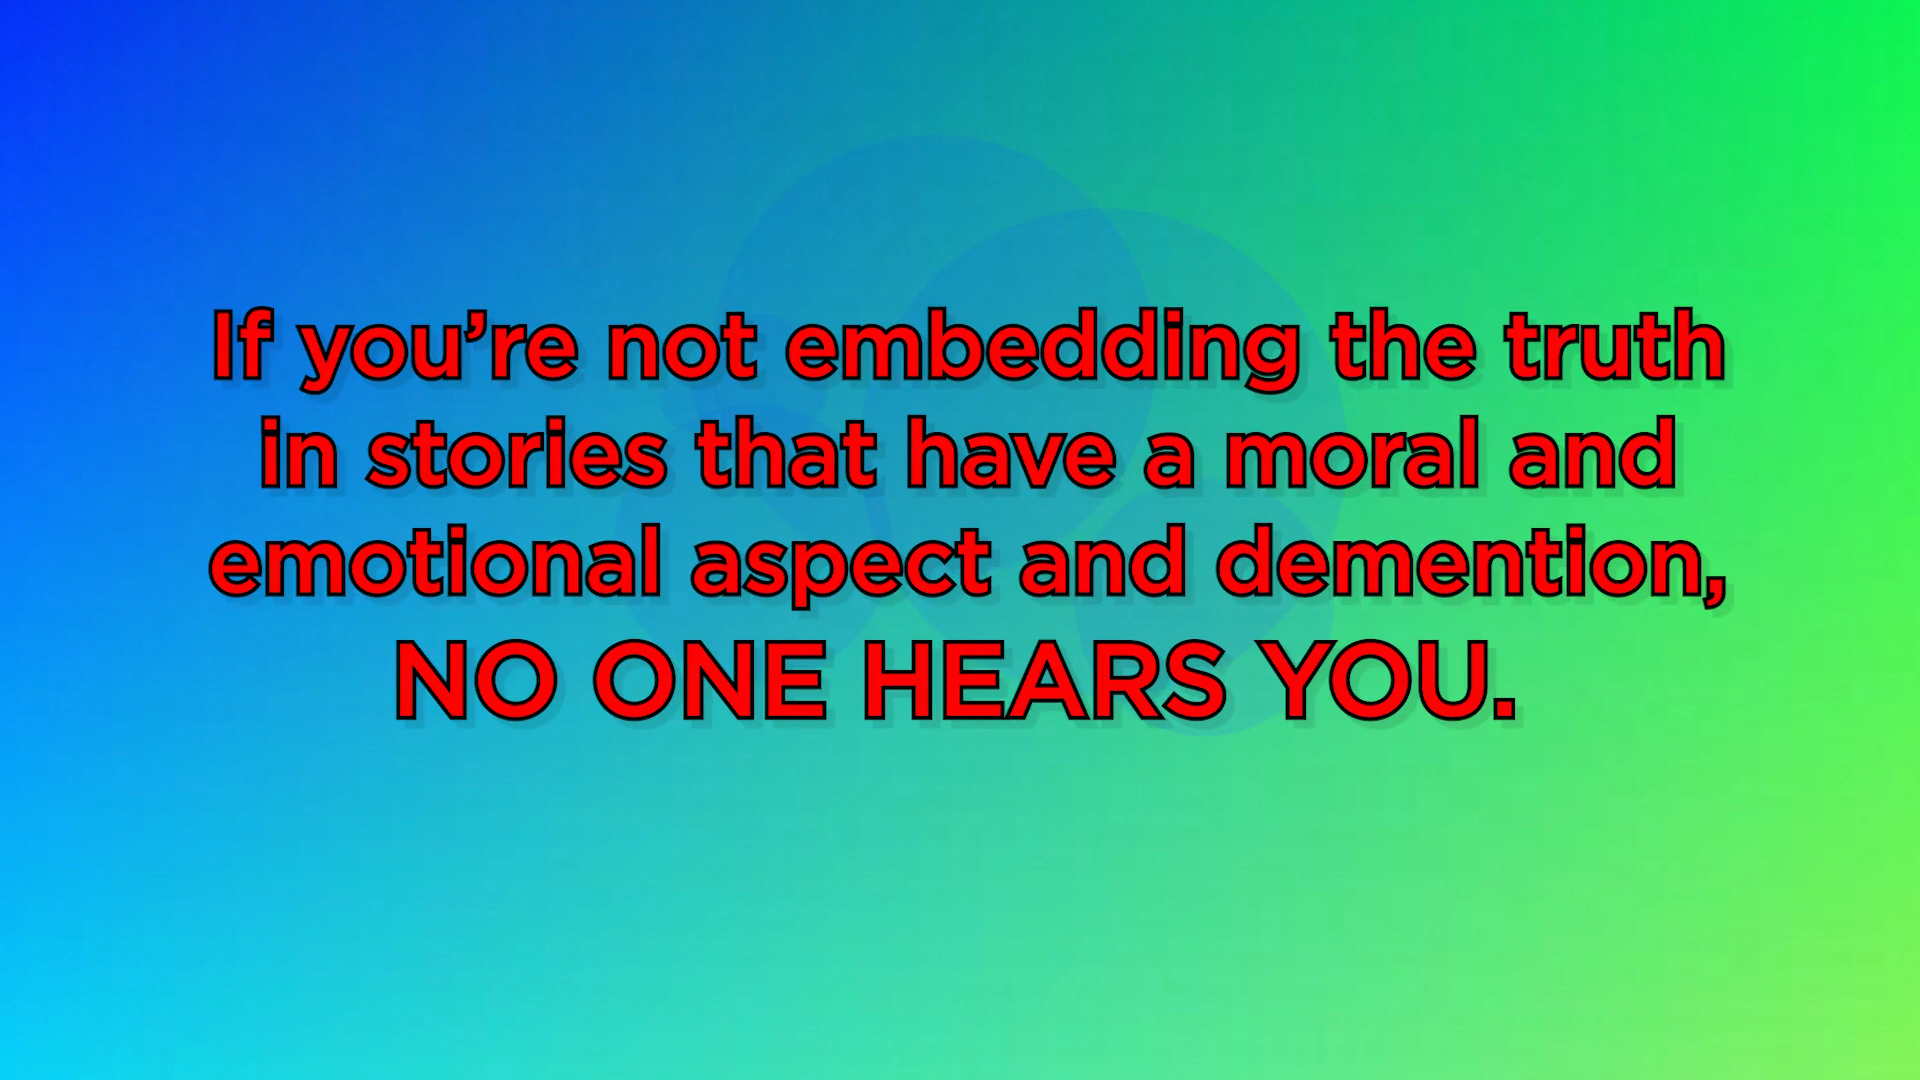 If you’re not embedding the truth
in stories that have a moral and
emotional aspect and demention,
NO ONE HEARS YOU.